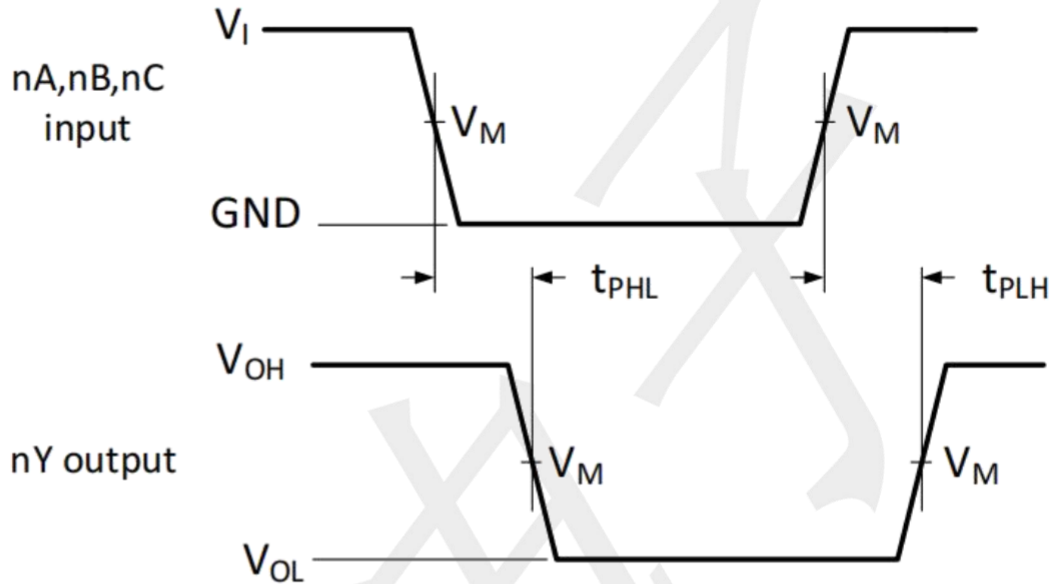 V_I
nA,nB,nC
input
V_M V_M
GND
t_PHL t_PLH
V_OH
nY output
V_M V_M
V_OL